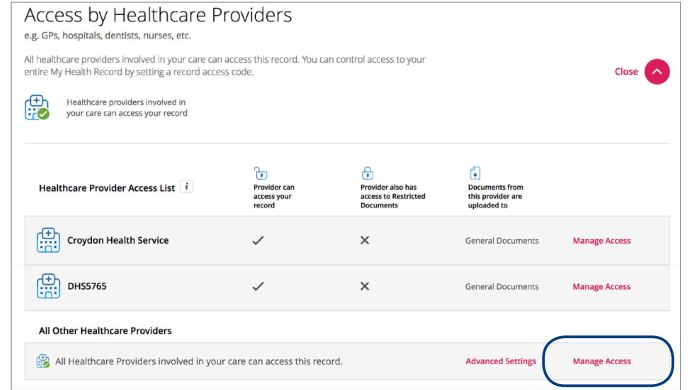 Access by Healthcare Providers
e.g. GPs, hospitals, dentists, nurses, etc.
All healthcare providers involved in your care can access this record. You can control access to your
entire My Health Record by setting a record access code.
Close
Healthcare providers involved in
your care can access your record
Healthcare Provider Access List i
Provider can
access your
record
Provider also has
access to Restricted
Documents
Documents from
this provider are
uploaded to
Croydon Health Service General Documents Manage Access
DHS5765 General Documents Manage Access
All Other Healthcare Providers
All Healthcare Providers involved in your care can access this record. Advanced Settings Manage Access